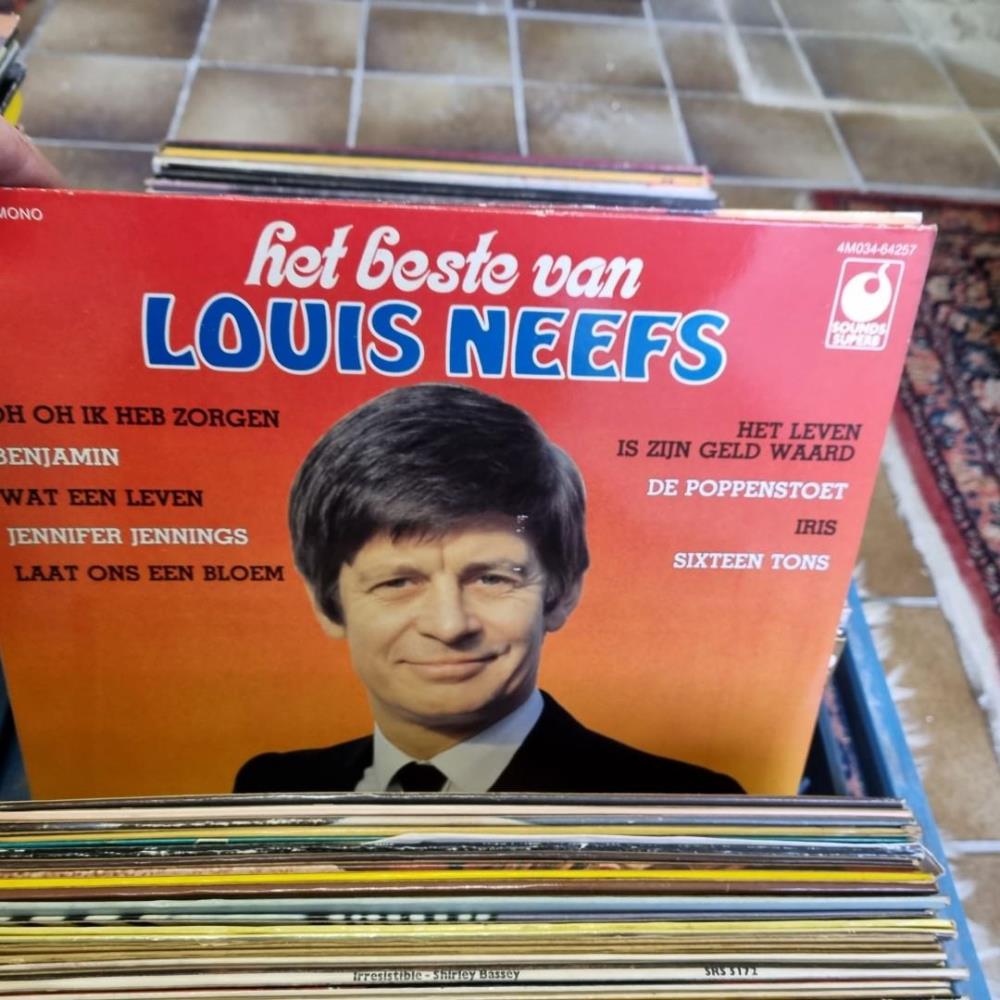 MONO
het beste van
LOUIS NEEFS
4M034-64257
SOUNDS
SUPERB
OH OH IK HEB ZORGEN
BENJAMIN
WAT EEN LEVEN
JENNIFER JENNINGS
LAAT ONS EEN BLOEM
HET LEVEN
IS ZIJN GELD WAARD
DE POPPENSTOET
IRIS
SIXTEEN TONS
Irresistible - Shirley Bassey
SRS 5172